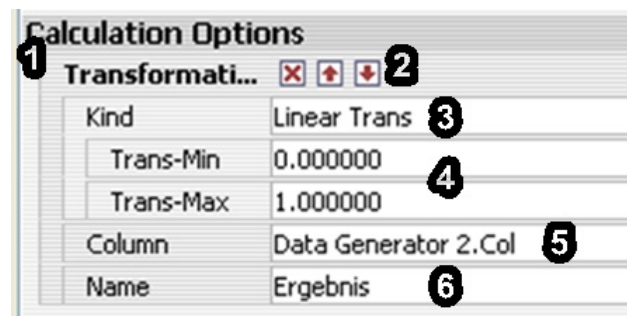 Calculation Options
1 Transformati... 2
Kind Linear Trans 3
Trans-Min 0.000000
4
Trans-Max 1.000000
Column Data Generator 2.Col 5
Name Ergebnis 6